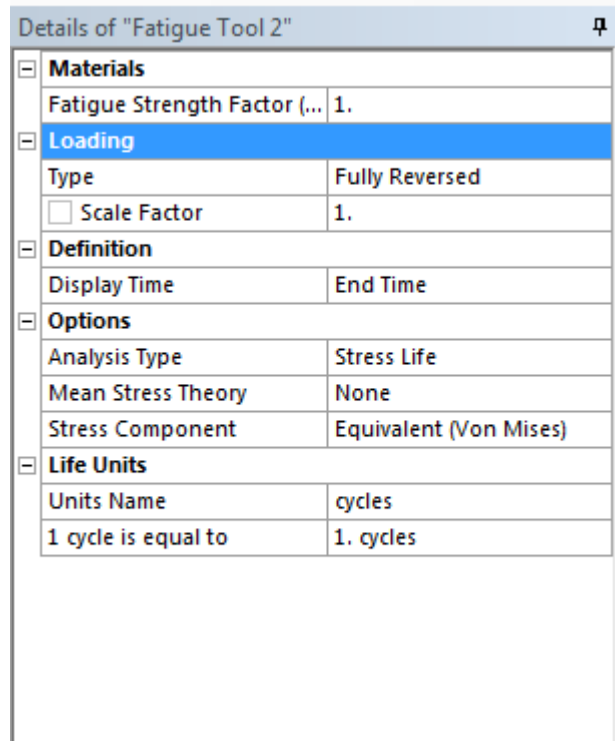 Details of "Fatigue Tool 2"
Materials
Fatigue Strength Factor (... 1.
Loading
Type Fully Reversed
Scale Factor 1.
Definition
Display Time End Time
Options
Analysis Type Stress Life
Mean Stress Theory None
Stress Component Equivalent (Von Mises)
Life Units
Units Name cycles
1 cycle is equal to 1. cycles